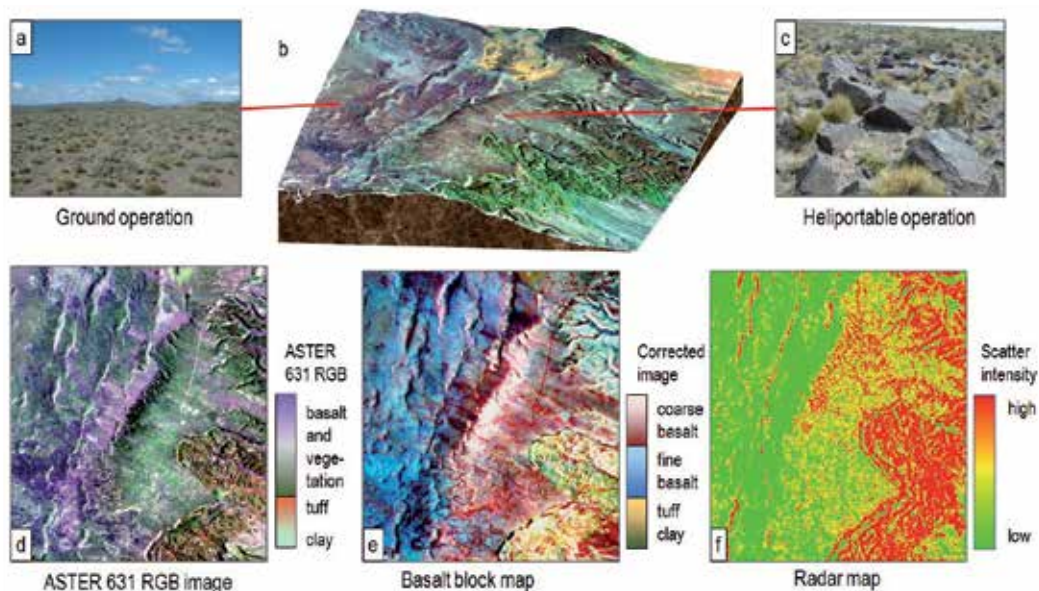 a
b
c
Ground operation
Heliportable operation
ASTER
631 RGB
basalt
and
vege-
tation
tuff
clay
d
ASTER 631 RGB image
Corrected
image
coarse
basalt
fine
basalt
tuff
clay
e
Basalt block map
Scatter
intensity
high
low
f
Radar map